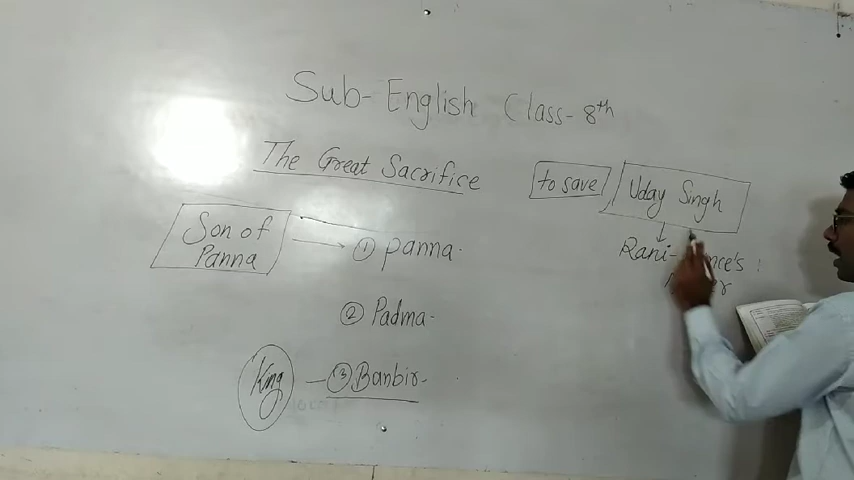 Sub- English Class- 8th
The Great Sacrifice
to save Uday Singh
Son of
Panna
① panna.
Rani-
② Padma-
King ③ Banbir-